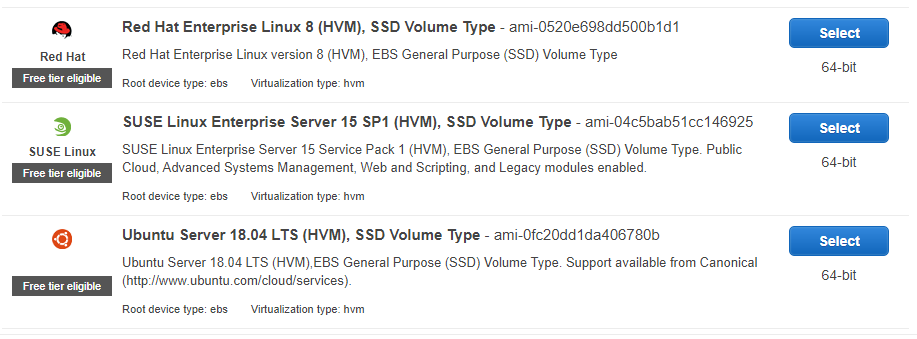 Red Hat Enterprise Linux 8 (HVM), SSD Volume Type - ami-0520e698dd500b1d1
Select
Red Hat
Red Hat Enterprise Linux version 8 (HVM), EBS General Purpose (SSD) Volume Type
64-bit
Free tier eligible
Root device type: ebs Virtualization type: hvm
SUSE Linux Enterprise Server 15 SP1 (HVM), SSD Volume Type - ami-04c5bab51cc146925
Select
SUSE Linux
SUSE Linux Enterprise Server 15 Service Pack 1 (HVM), EBS General Purpose (SSD) Volume Type. Public
Cloud, Advanced Systems Management, Web and Scripting, and Legacy modules enabled.
64-bit
Free tier eligible
Root device type: ebs Virtualization type: hvm
Ubuntu Server 18.04 LTS (HVM), SSD Volume Type - ami-0fc20dd1da406780b
Select
Ubuntu Server 18.04 LTS (HVM),EBS General Purpose (SSD) Volume Type. Support available from Canonical
(http://www.ubuntu.com/cloud/services).
64-bit
Free tier eligible
Root device type: ebs Virtualization type: hvm